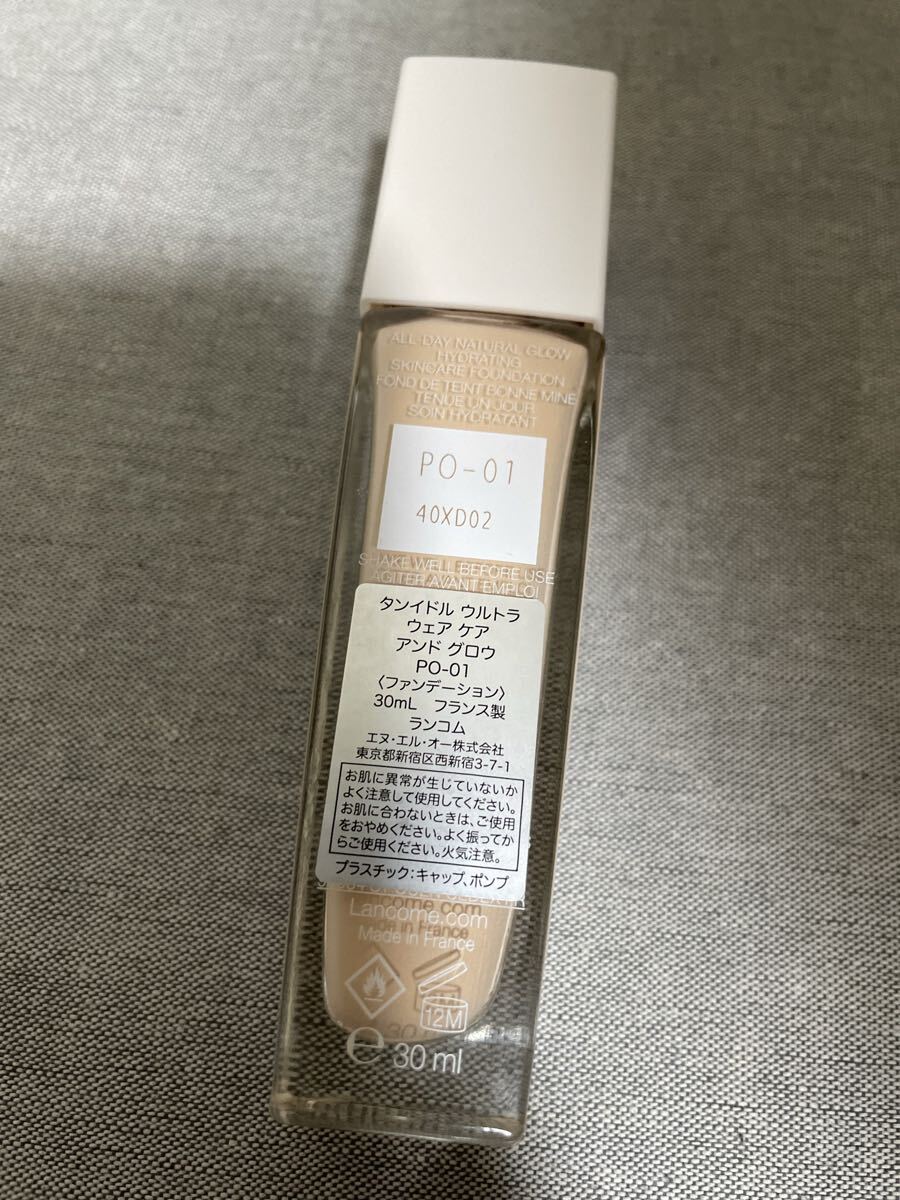 ALL-DAY NATURAL GLOW
HYDRATING
SKINCARE FOUNDATION
FOND DE TEINT BONNE MINE
TENUE UN JOUR
SOIN HYDRATANT
PO-01
40XD02
SHAKE WELL BEFORE USE
AGITER AVANT EMPLOI
タンイドル ウルトラ
ウェア ケア
アンド グロウ
PO-01
〈ファンデーション〉
30mL フランス製
ランコム
エヌ・エル・オー株式会社
東京都新宿区西新宿3-7-1
お肌に異常が生じていないか
よく注意して使用してください。
お肌に合わないときは、ご使用
をおやめください。よく振ってか
らご使用ください。火気注意。
プラスチック:キャップ、ポンプ
Lancome.com
Made in France
12M
℮ 30 ml